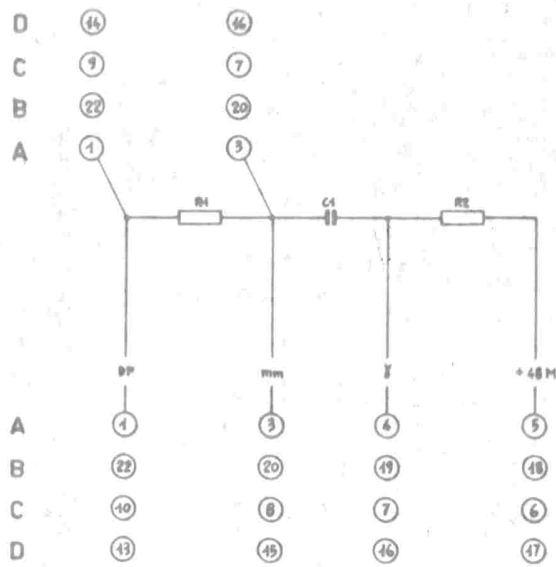 D 14 16
C 9 7
B 22 20
A 1 3
R1 C1 R2
DP mm + 48 M
A 1 3 4 5
B 22 20 19 18
C 10 8 7 6
D 13 15 16 17